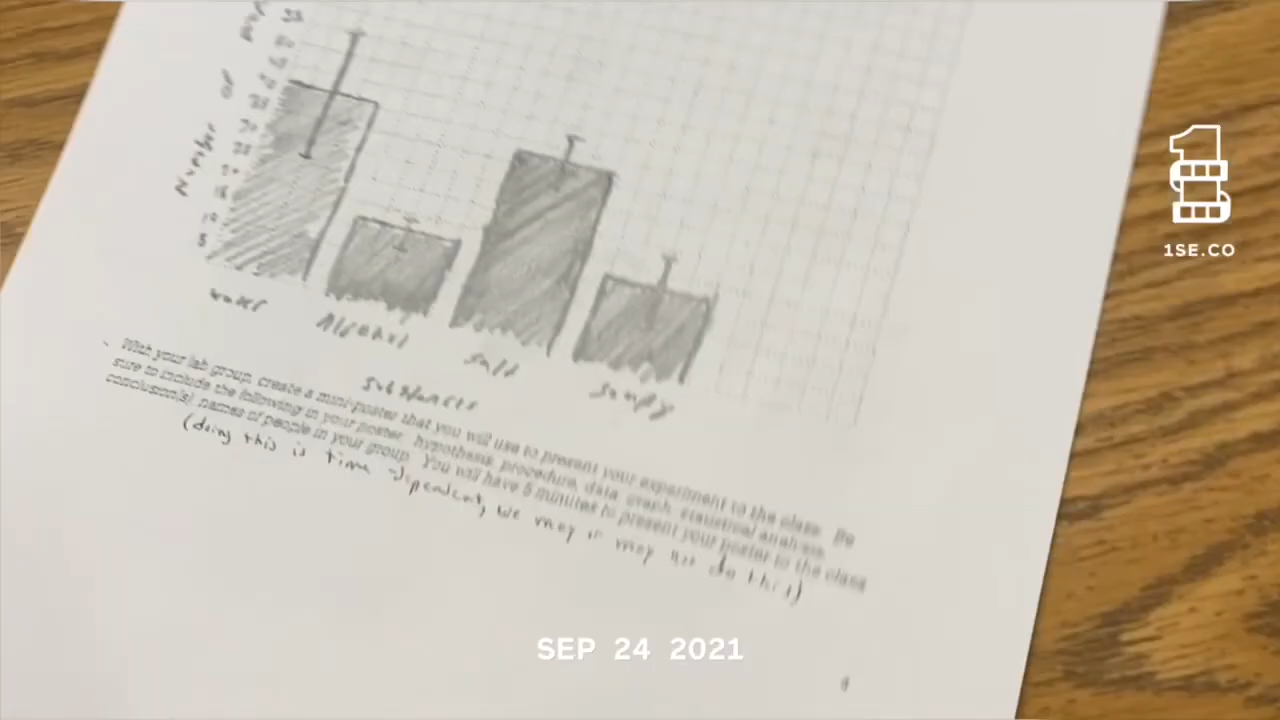 Number of
water
Alcohol
Salt
Soapy
Substances
With your lab group, create a mini-poster that you will use to present your experiment to the class. Be
sure to include the following in your poster: hypothesis, procedure, data, graph, statistical analysis,
conclusion(s), names of people in your group. You will have 5 minutes to present your poster to the class
(doing this is time dependent, we may or may not do this)
1SE.CO
SEP 24 2021